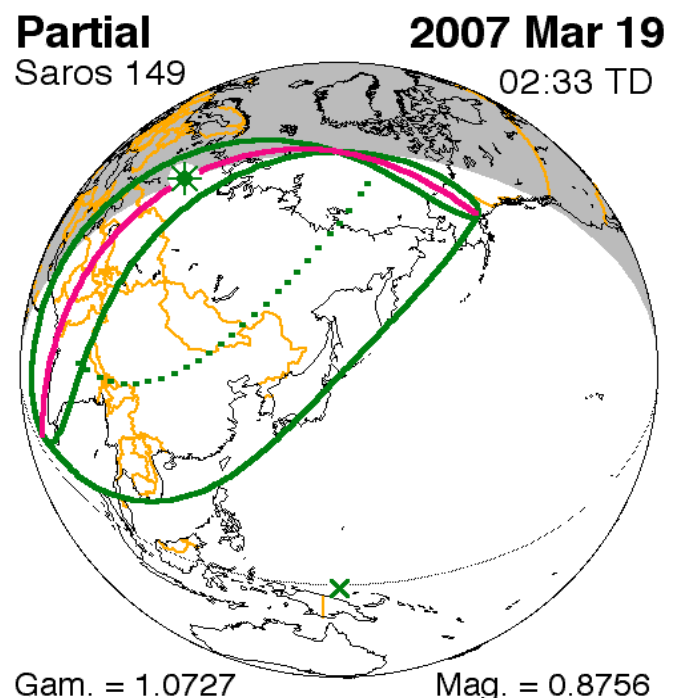 Partial 2007 Mar 19
Saros 149 02:33 TD
Gam. = 1.0727 Mag. = 0.8756